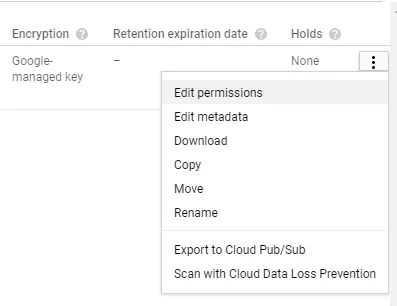 Encryption Retention expiration date Holds
Google-managed key – None
Edit permissions
Edit metadata
Download
Copy
Move
Rename
Export to Cloud Pub/Sub
Scan with Cloud Data Loss Prevention